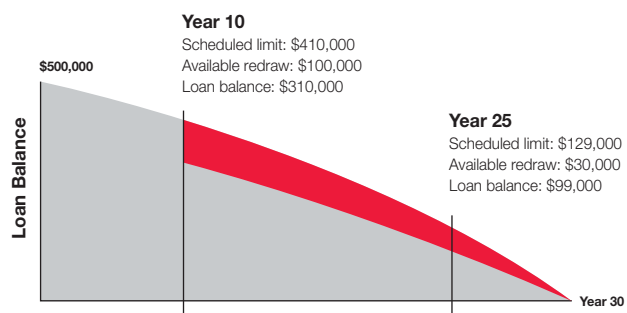 Year 10
Scheduled limit: $410,000
Available redraw: $100,000
Loan balance: $310,000
$500,000
Year 25
Scheduled limit: $129,000
Available redraw: $30,000
Loan balance: $99,000
Loan Balance
Year 30